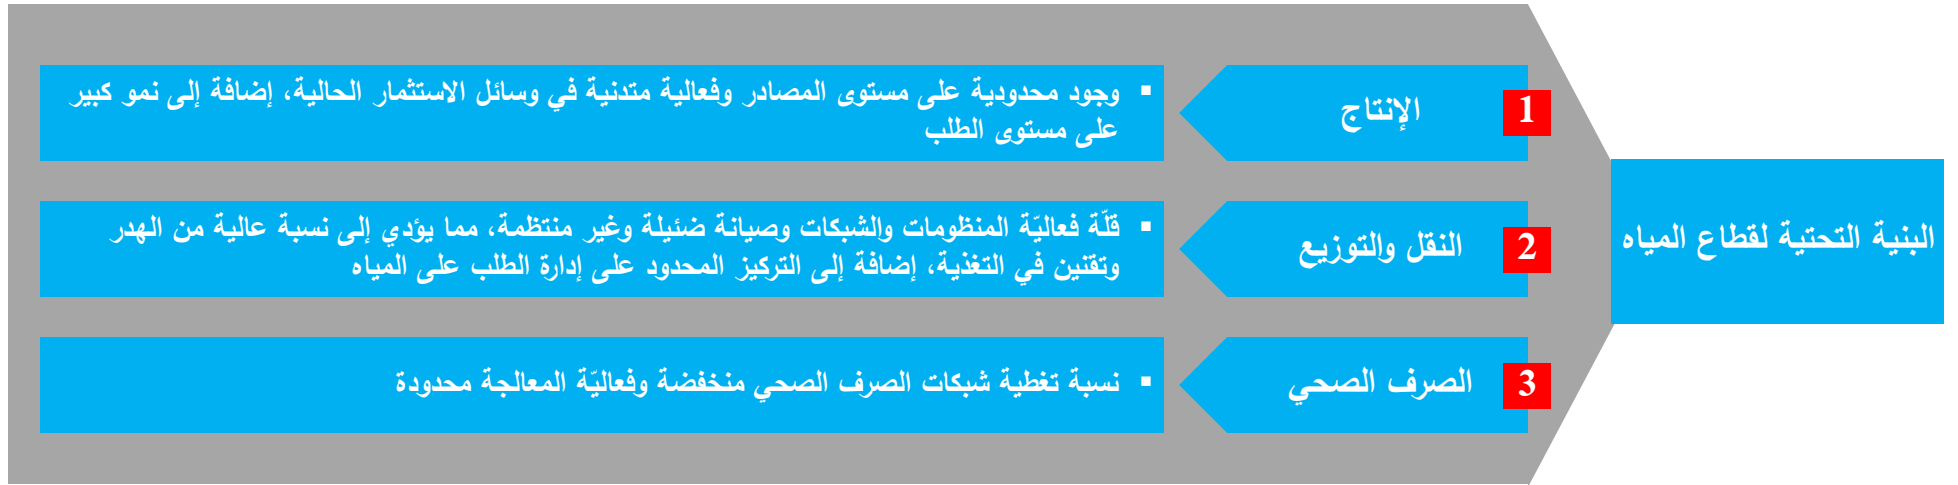 البنية التحتية لقطاع المياه
1
الإنتاج
▪ وجود محدودية على مستوى المصادر وفعالية متدنية في وسائل الاستثمار الحالية، إضافة إلى نمو كبير
على مستوى الطلب
2
النقل والتوزيع
▪ قلّة فعاليّة المنظومات والشبكات وصيانة ضئيلة وغير منتظمة، مما يؤدي إلى نسبة عالية من الهدر
وتقنين في التغذية، إضافة إلى التركيز المحدود على إدارة الطلب على المياه
3
الصرف الصحي
▪ نسبة تغطية شبكات الصرف الصحي منخفضة وفعاليّة المعالجة محدودة